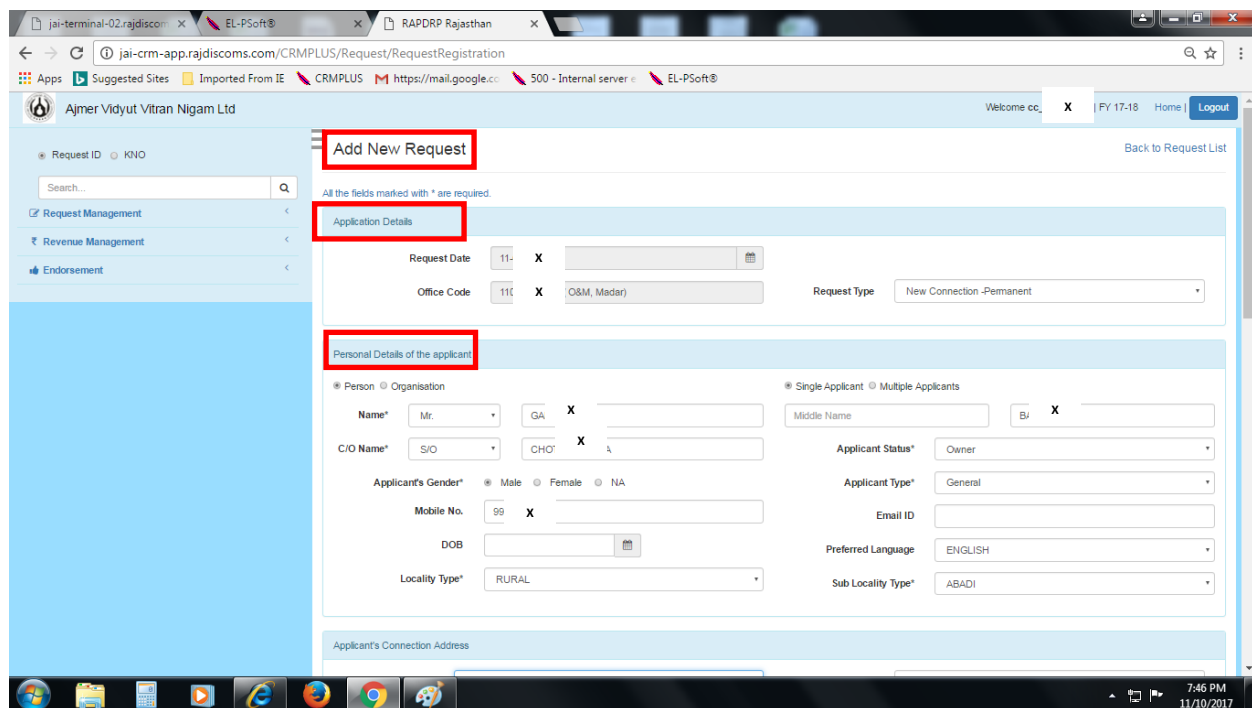 jai-terminal-02.rajdiscom EL-PSoft® RAPDRP Rajasthan
jai-crm-app.rajdiscoms.com/CRMPLUS/Request/RequestRegistration
Apps Suggested Sites Imported From IE CRMPLUS https://mail.google.co 500 - Internal server e EL-PSoft®
Ajmer Vidyut Vitran Nigam Ltd Welcome cc_ X | FY 17-18 Home | Logout
Request ID KNO
Search...
Request Management
₹ Revenue Management
Endorsement
Add New Request Back to Request List
All the fields marked with * are required.
Application Details
Request Date 11- X
Office Code 110 X O&M, Madar) Request Type New Connection -Permanent
Personal Details of the applicant
Person Organisation Single Applicant Multiple Applicants
Name* Mr. GA X Middle Name BA X
C/O Name* S/O CHOT X A Applicant Status* Owner
Applicant's Gender* Male Female NA Applicant Type* General
Mobile No. 99 X Email ID
DOB Preferred Language ENGLISH
Locality Type* RURAL Sub Locality Type* ABADI
Applicant's Connection Address
7:46 PM
11/10/2017